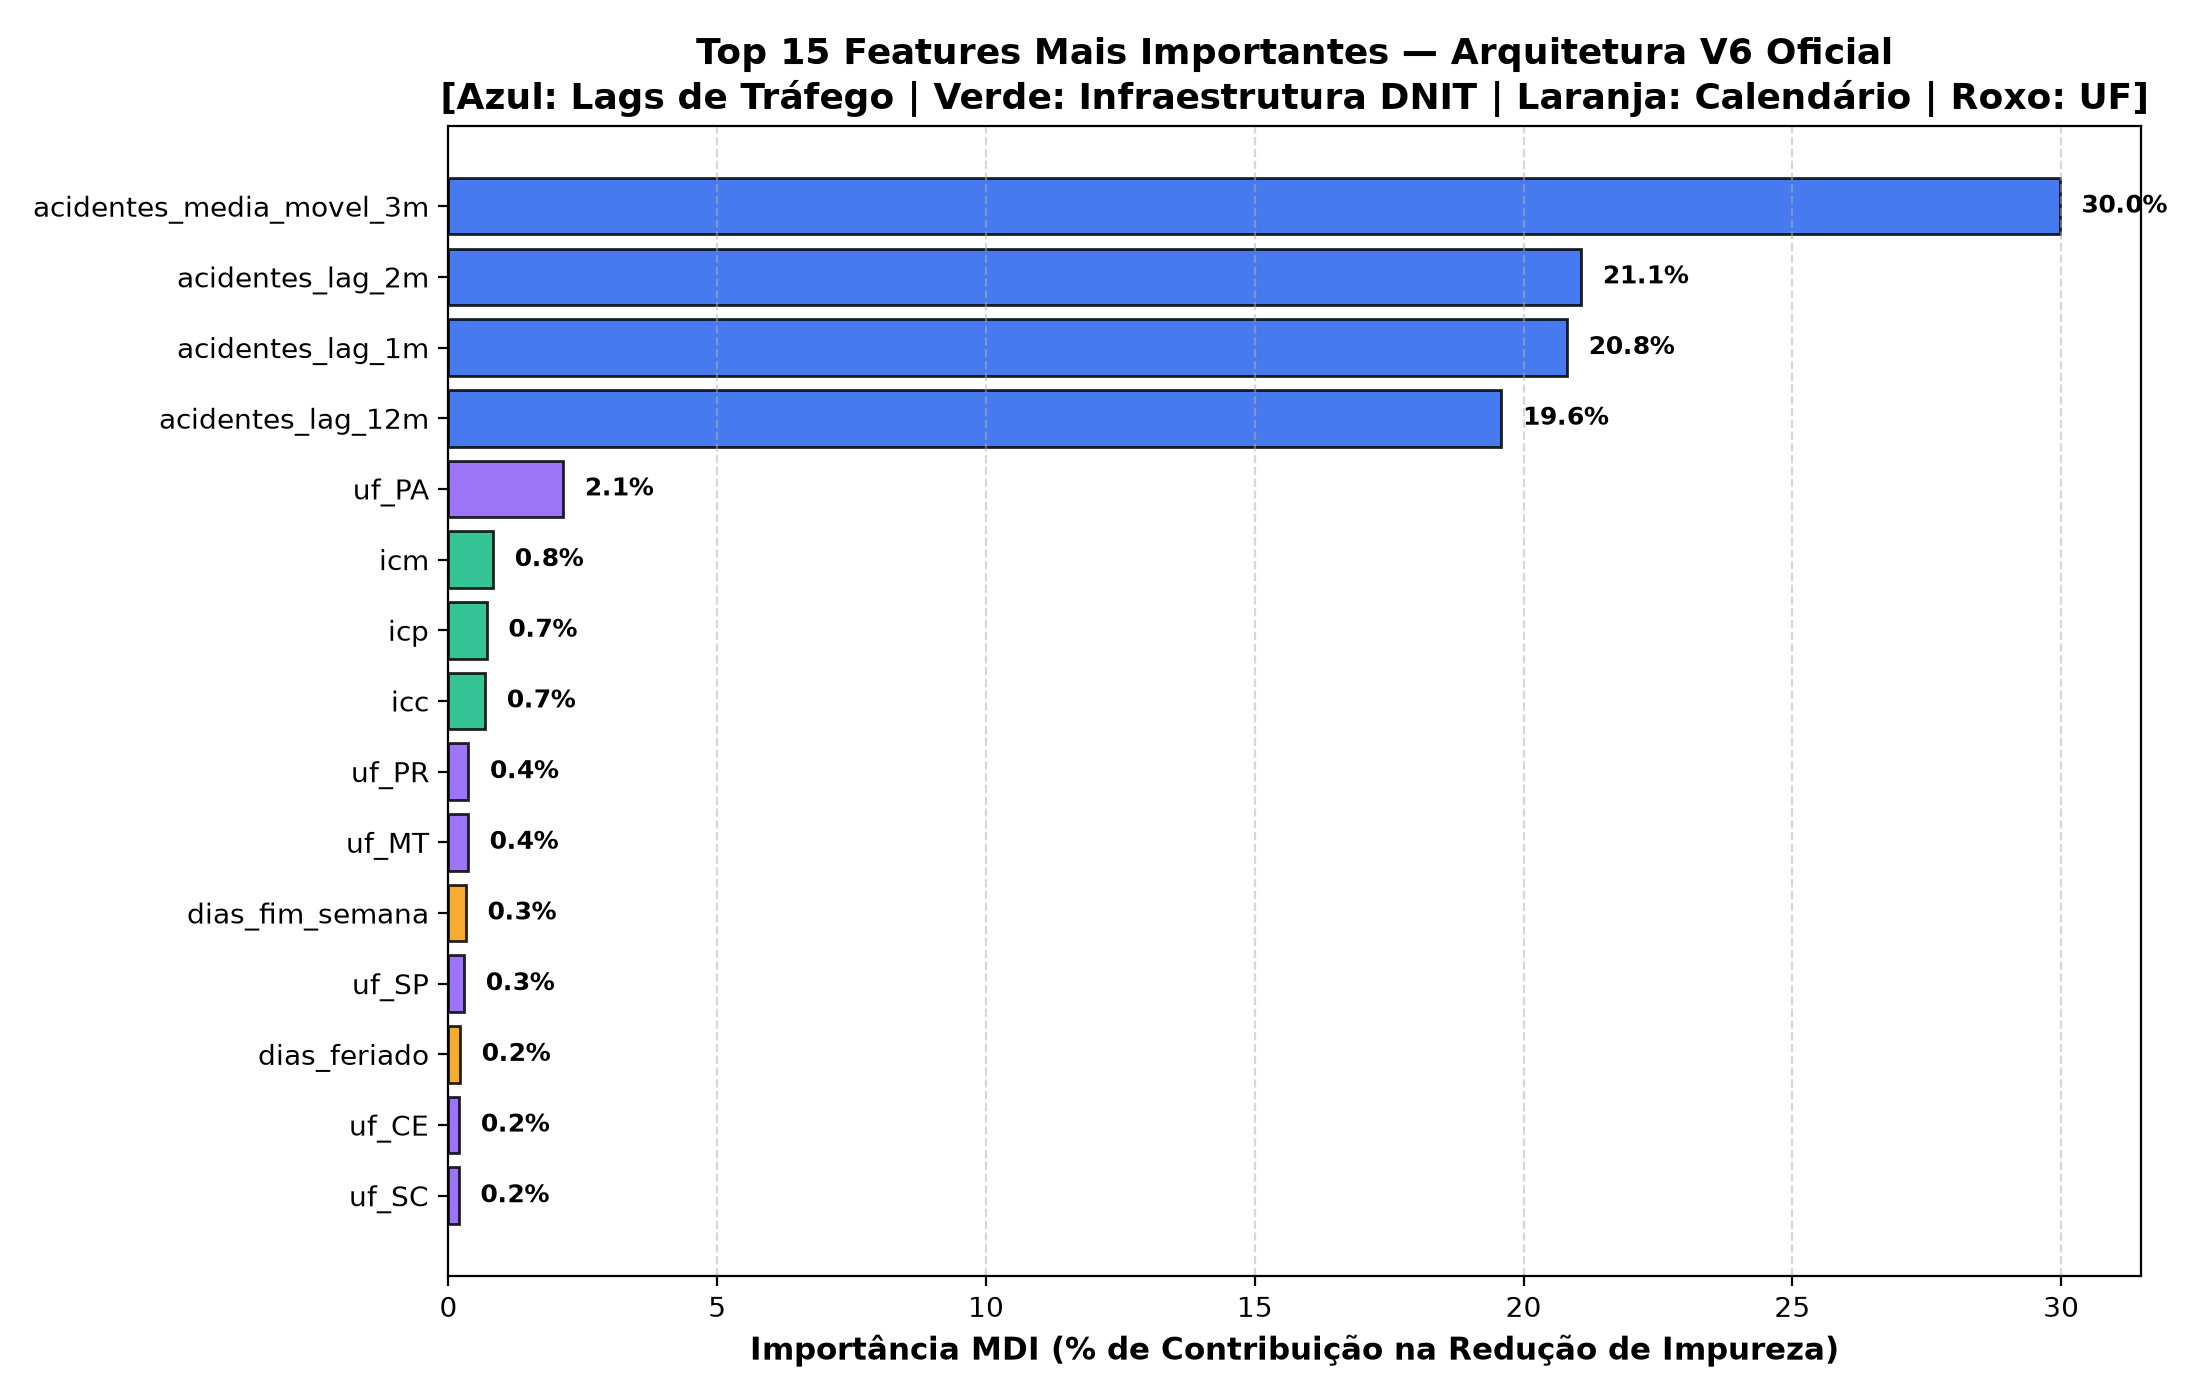 Top 15 Features Mais Importantes — Arquitetura V6 Oficial
[Azul: Lags de Tráfego | Verde: Infraestrutura DNIT | Laranja: Calendário | Roxo: UF]
acidentes_media_movel_3m 30.0%
acidentes_lag_2m 21.1%
acidentes_lag_1m 20.8%
acidentes_lag_12m 19.6%
uf_PA 2.1%
icm 0.8%
icp 0.7%
icc 0.7%
uf_PR 0.4%
uf_MT 0.4%
dias_fim_semana 0.3%
uf_SP 0.3%
dias_feriado 0.2%
uf_CE 0.2%
uf_SC 0.2%
0 5 10 15 20 25 30
Importância MDI (% de Contribuição na Redução de Impureza)